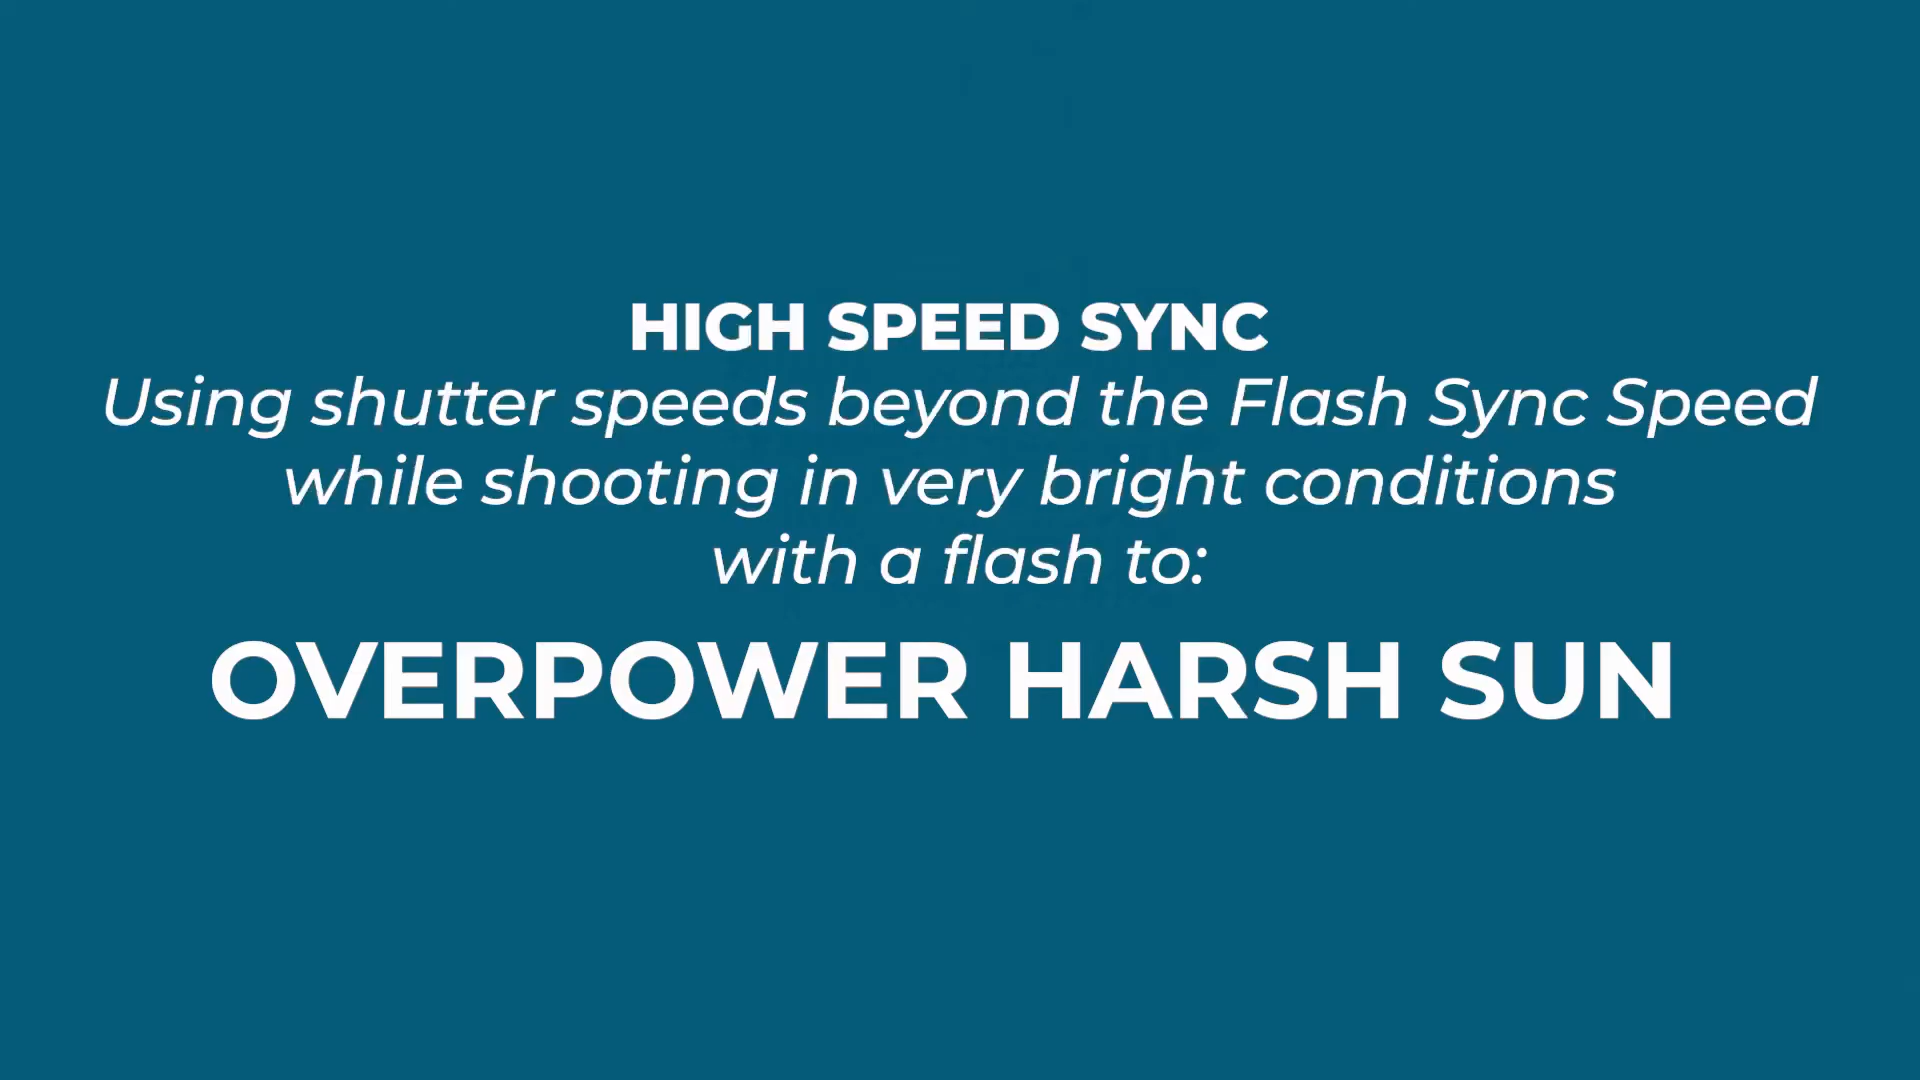 HIGH SPEED SYNC
Using shutter speeds beyond the Flash Sync Speed
while shooting in very bright conditions
with a flash to:
OVERPOWER HARSH SUN